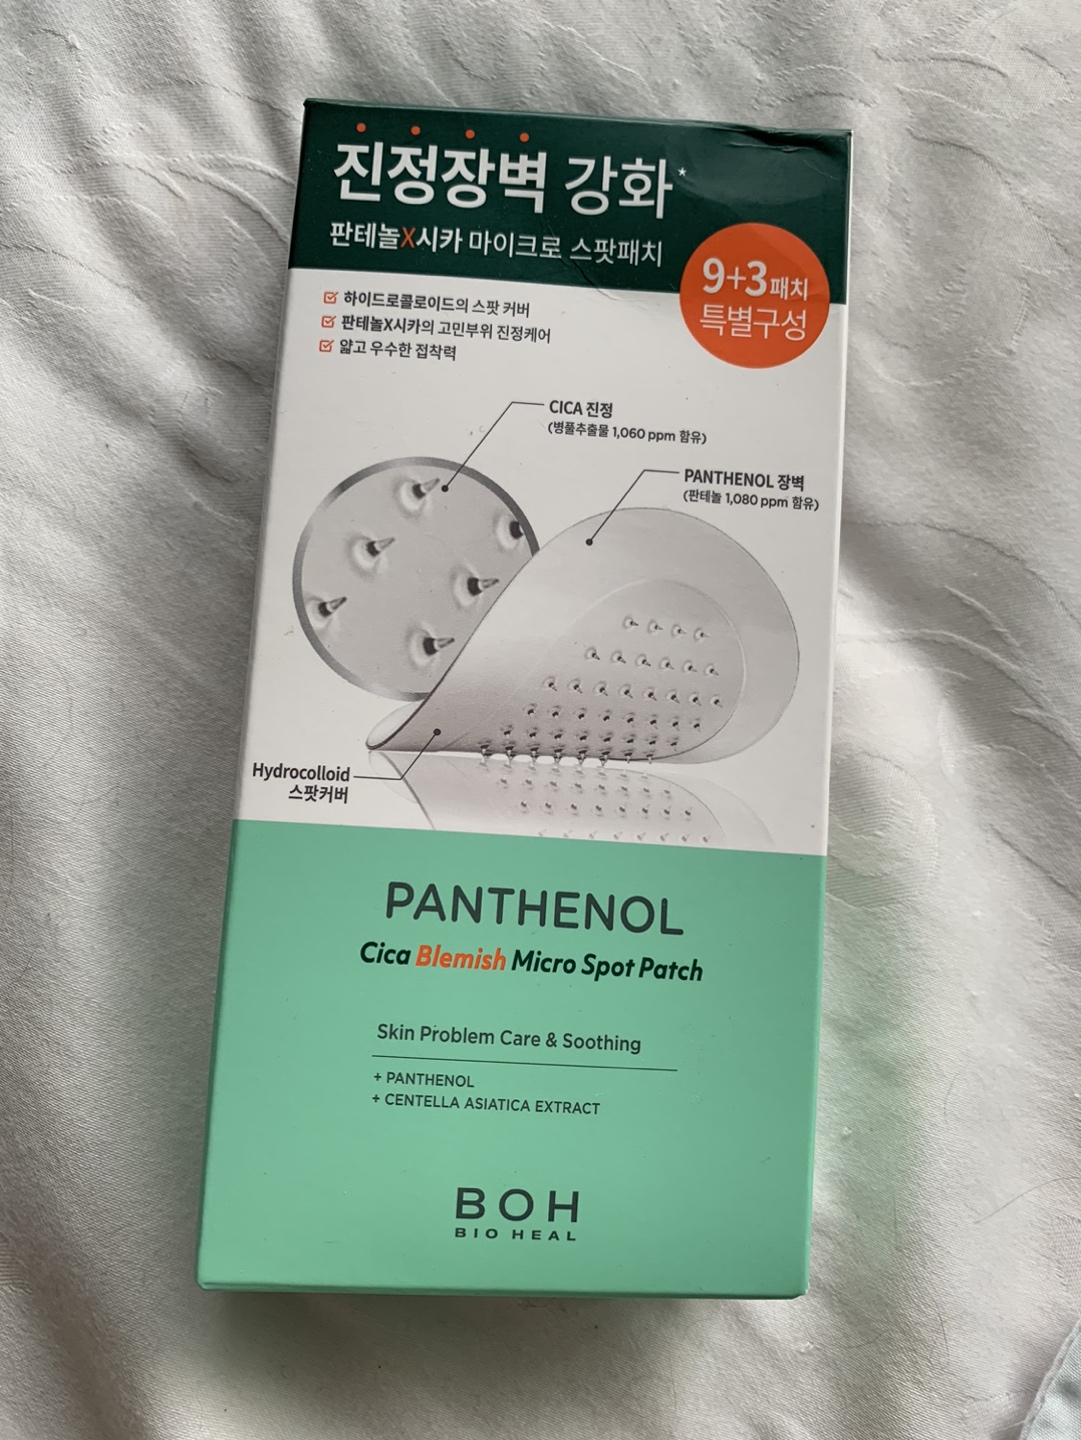 진정장벽 강화*
판테놀X시카 마이크로 스팟패치
9+3패치
특별구성
하이드로콜로이드의 스팟 커버
판테놀X시카의 고민부위 진정케어
얇고 우수한 접착력
CICA 진정
(병풀추출물 1,060 ppm 함유)
PANTHENOL 장벽
(판테놀 1,080 ppm 함유)
Hydrocolloid
스팟커버
PANTHENOL
Cica Blemish Micro Spot Patch
Skin Problem Care & Soothing
+ PANTHENOL
+ CENTELLA ASIATICA EXTRACT
BOH
BIO HEAL